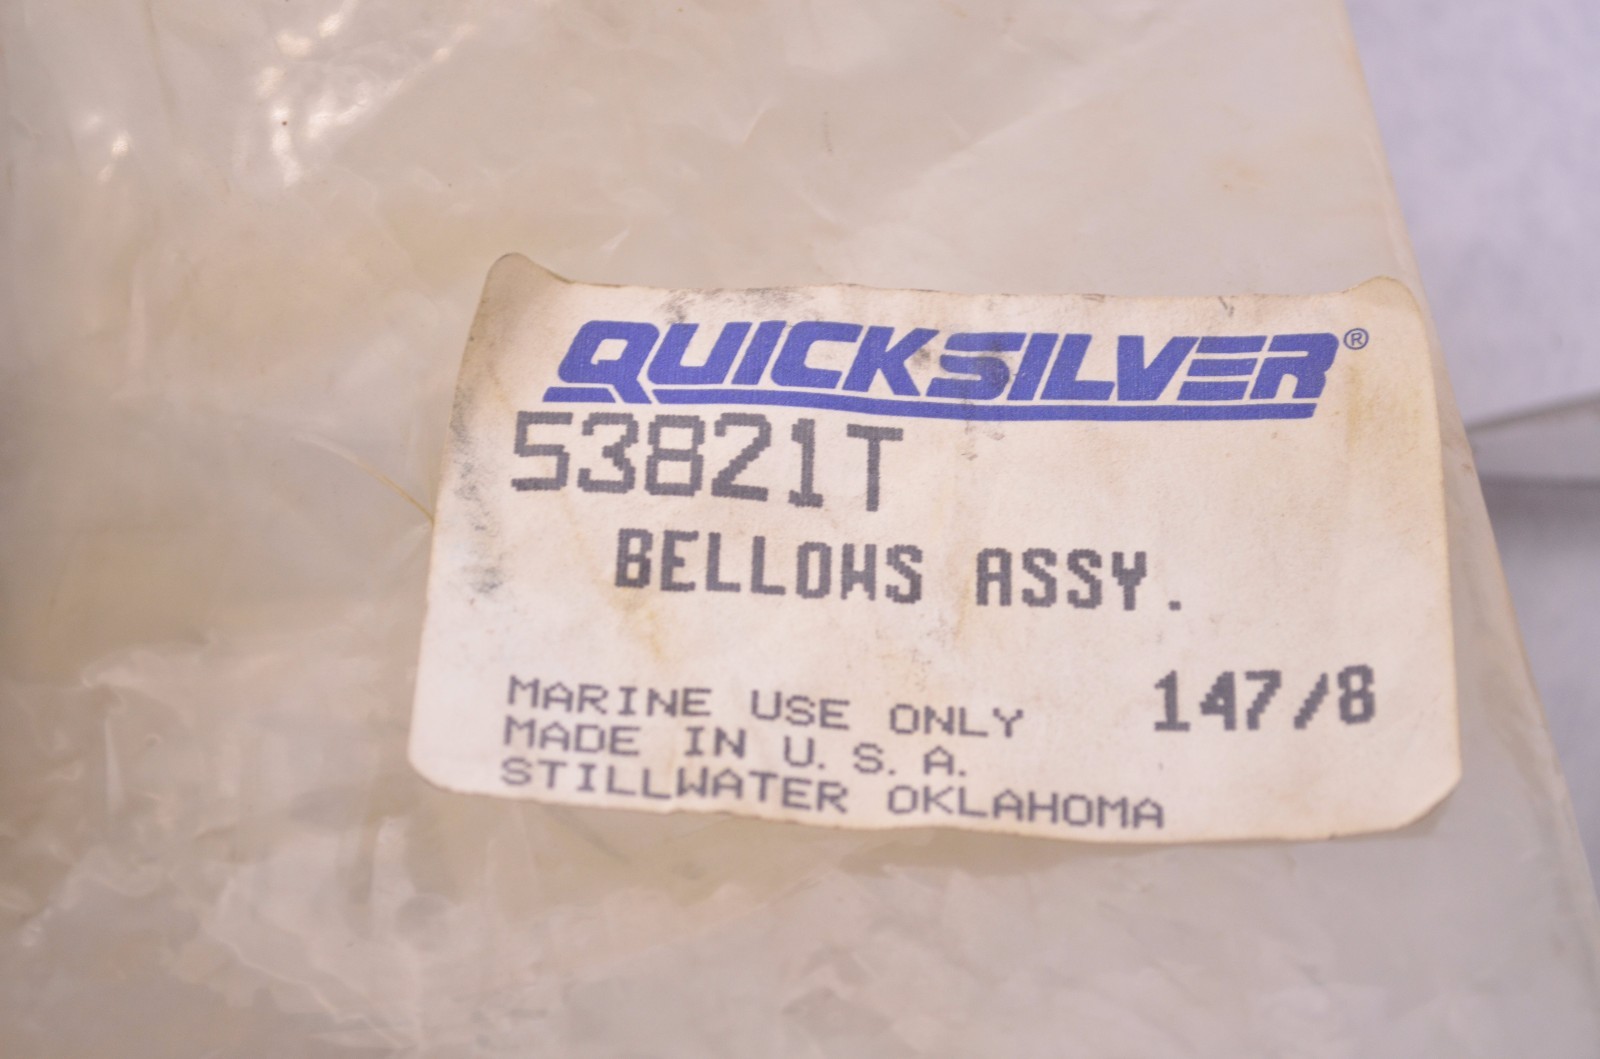 QUICKSILVER®
53821T
BELLOWS ASSY.
MARINE USE ONLY 147/8
MADE IN U.S.A.
STILLWATER OKLAHOMA